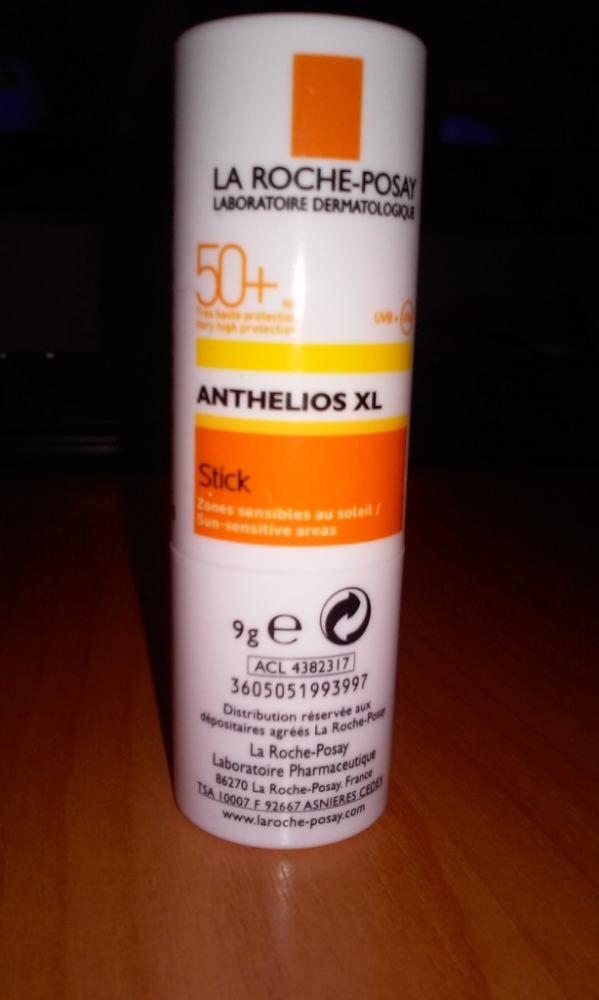 LA ROCHE-POSAY
LABORATOIRE DERMATOLOGIQUE
50+
Très haute protection
Very high protection
UVB +
ANTHELIOS XL
Stick
Zones sensibles au soleil /
Sun-sensitive areas
9g e
ACL 4382317
3605051993997
Distribution réservée aux
dépositaires agréés La Roche-Posay
La Roche-Posay
Laboratoire Pharmaceutique
86270 La Roche-Posay. France
TSA 10007 F 92667 ASNIERES CEDEX
www.laroche-posay.com